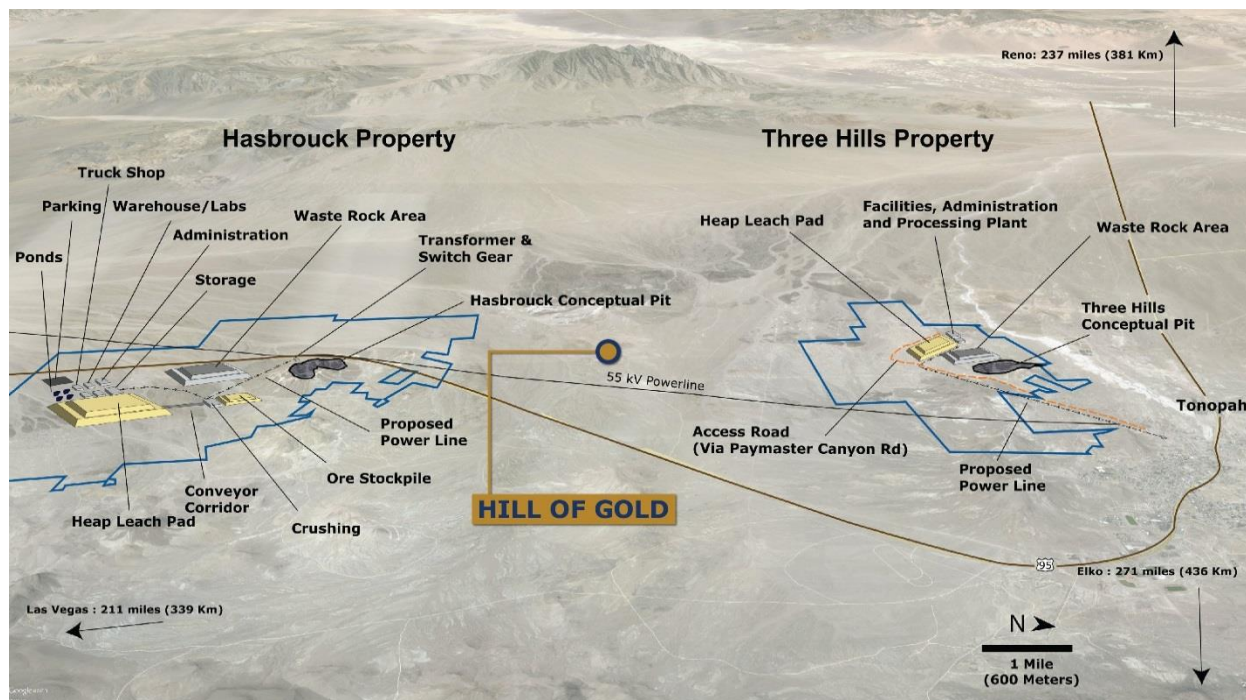 Reno: 237 miles (381 Km)
Hasbrouck Property
Three Hills Property
Truck Shop
Parking
Warehouse/Labs
Administration
Ponds
Storage
Waste Rock Area
Transformer &
Switch Gear
Hasbrouck Conceptual Pit
Heap Leach Pad
Facilities, Administration
and Processing Plant
Waste Rock Area
Three Hills
Conceptual Pit
55 kV Powerline
Tonopah
Proposed
Power Line
Access Road
(Via Paymaster Canyon Rd)
Proposed
Power Line
Ore Stockpile
Conveyor
Corridor
Heap Leach Pad
Crushing
HILL OF GOLD
95
Elko : 271 miles (436 Km)
Las Vegas : 211 miles (339 Km)
N
1 Mile
(600 Meters)